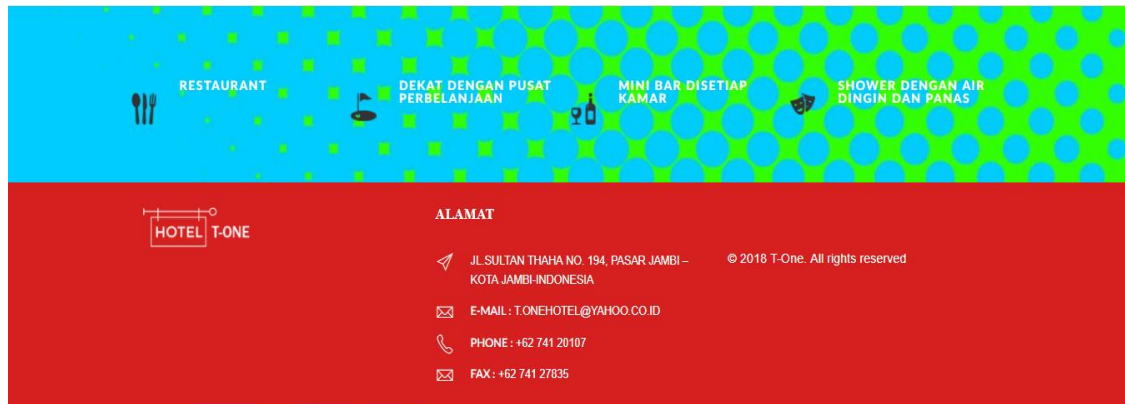 RESTAURANT
DEKAT DENGAN PUSAT
PERBELANJAAN
MINI BAR DISETIAP
KAMAR
SHOWER DENGAN AIR
DINGIN DAN PANAS
HOTEL T-ONE
ALAMAT
JL.SULTAN THAHA NO. 194, PASAR JAMBI –
KOTA JAMBI-INDONESIA
E-MAIL : T.ONEHOTEL@YAHOO.CO.ID
PHONE : +62 741 20107
FAX : +62 741 27835
© 2018 T-One. All rights reserved